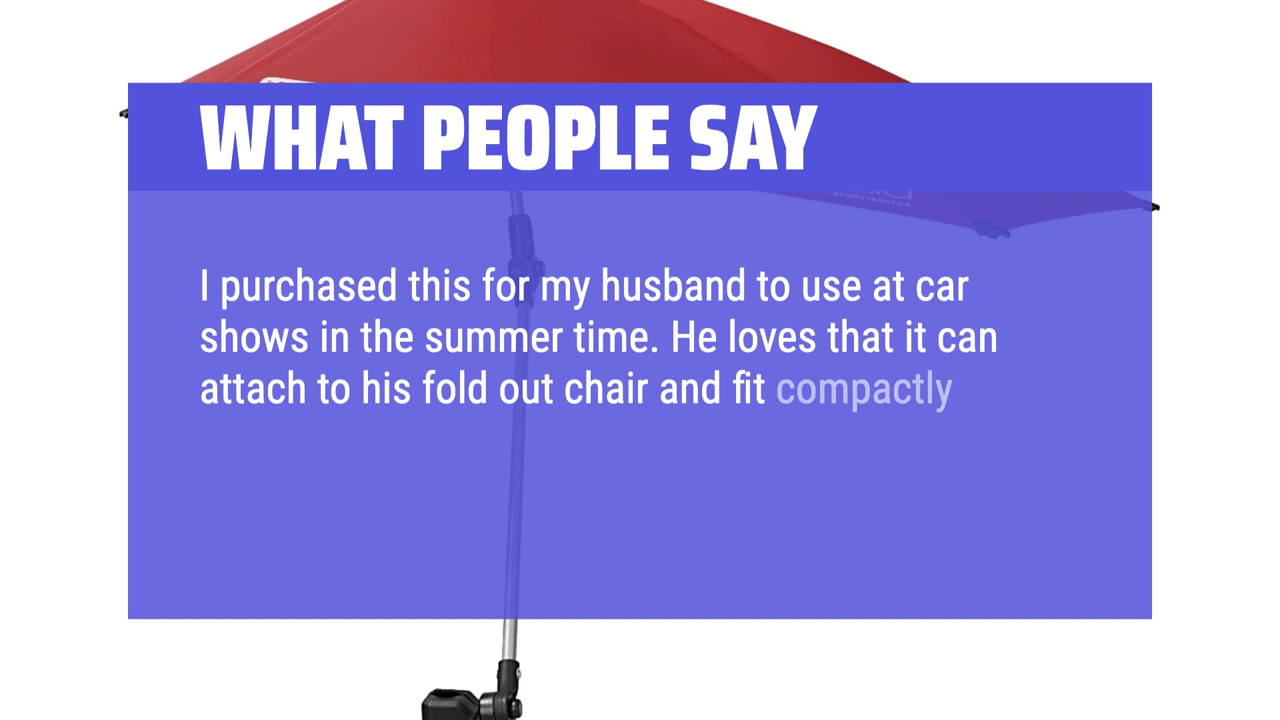 WHAT PEOPLE SAY
I purchased this for my husband to use at car
shows in the summer time. He loves that it can
attach to his fold out chair and fit compactly